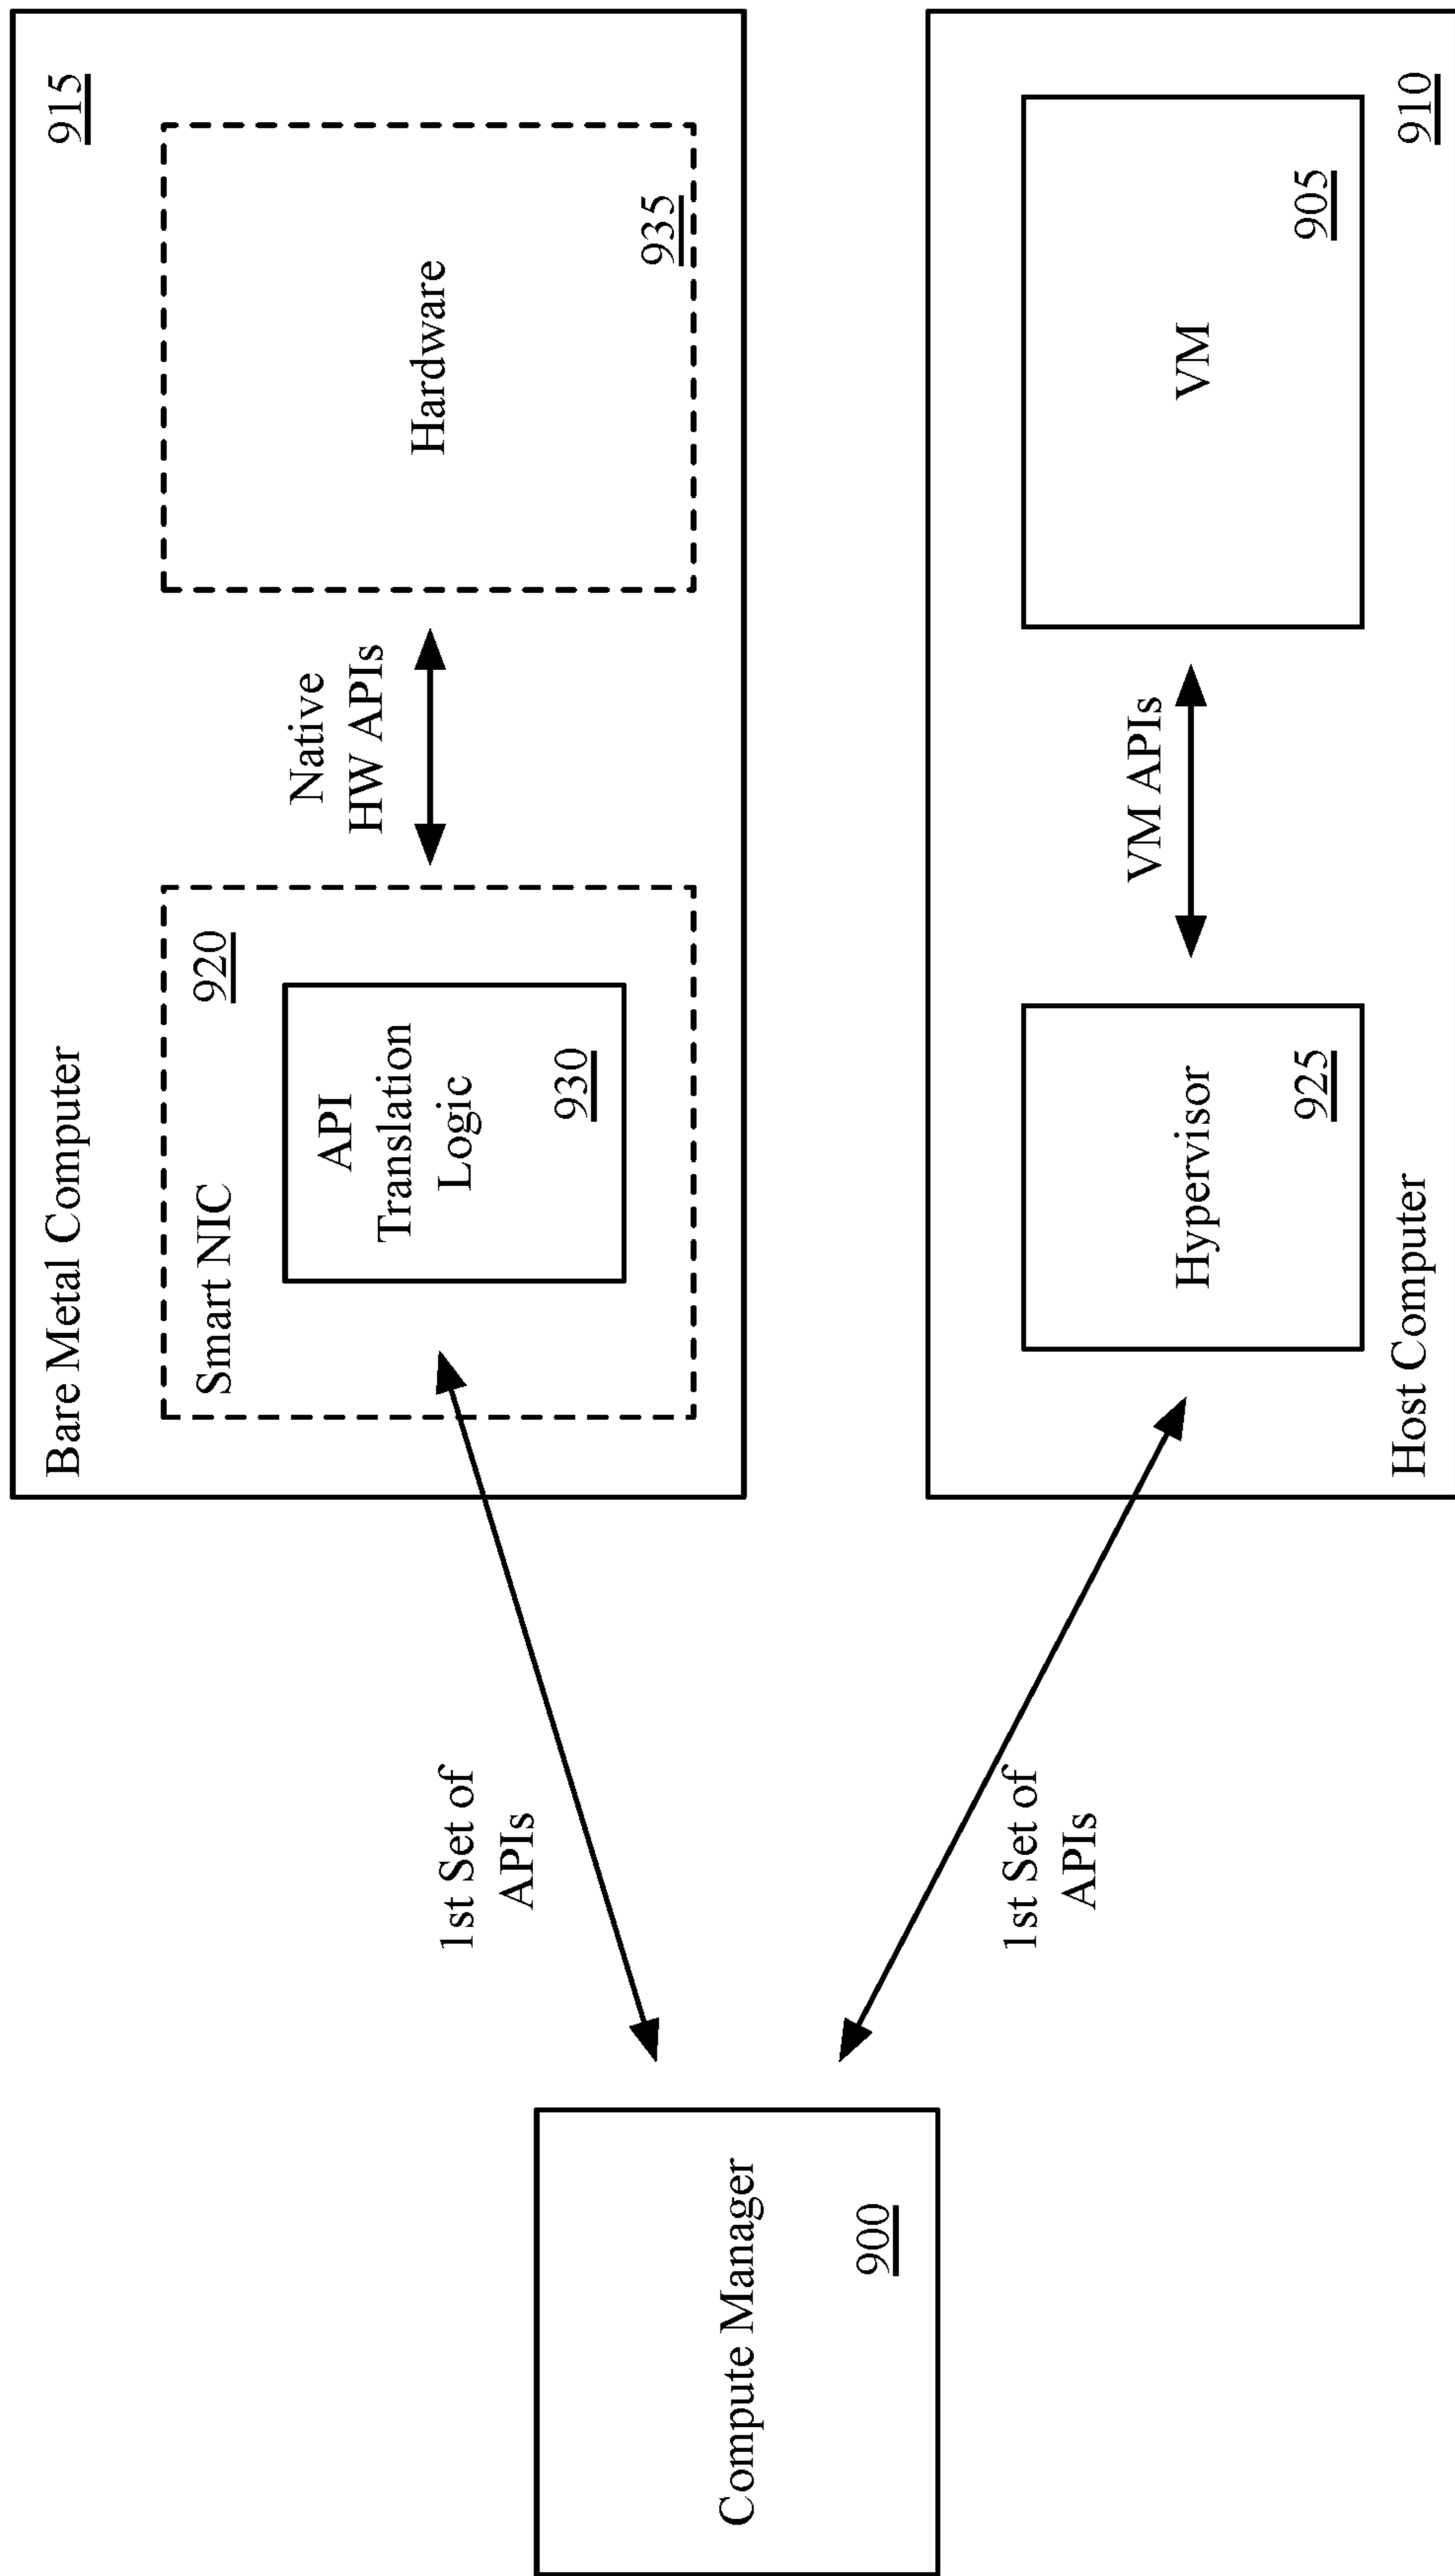 Compute Manager
900
1st Set of
APIs
1st Set of
APIs
Bare Metal Computer
915
Smart NIC
920
API
Translation
Logic
930
Native
HW APIs
Hardware
935
Hypervisor
925
VM APIs
VM
905
Host Computer
910